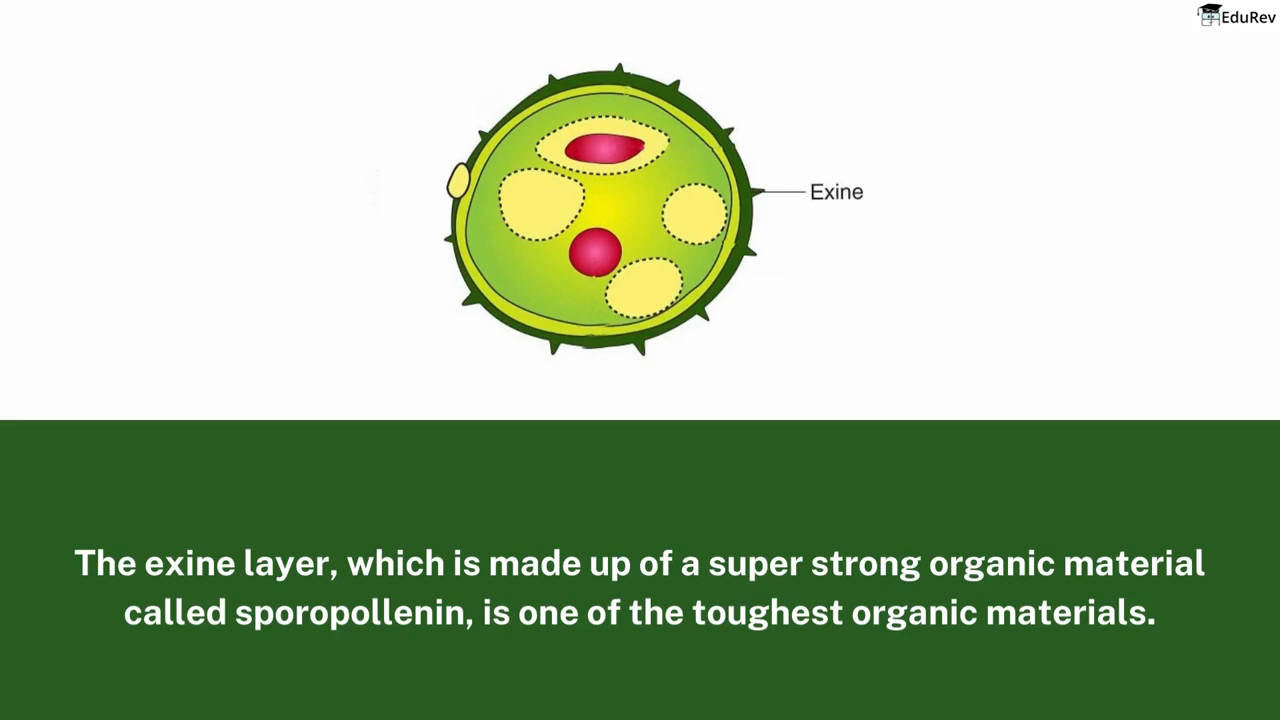 EduRev
Exine
The exine layer, which is made up of a super strong organic material
called sporopollenin, is one of the toughest organic materials.